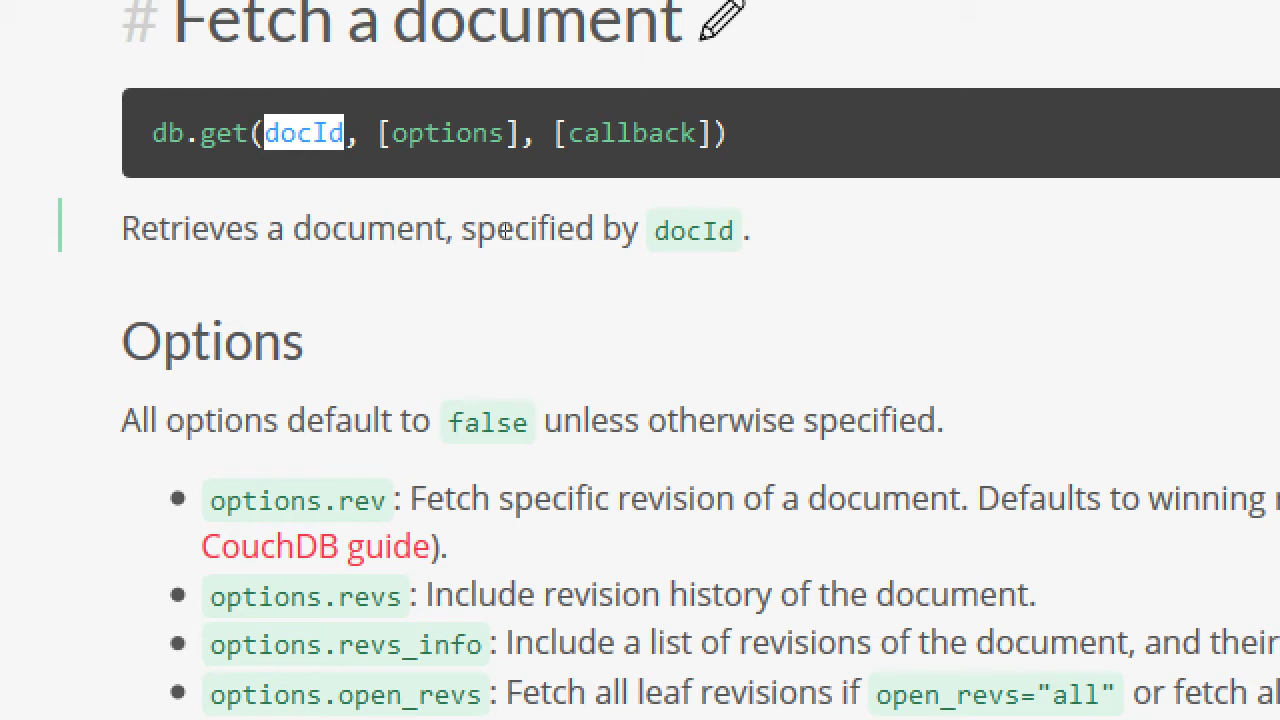 # Fetch a document
db.get(docId, [options], [callback])
Retrieves a document, specified by docId.
Options
All options default to false unless otherwise specified.
options.rev: Fetch specific revision of a document. Defaults to winning
CouchDB guide).
options.revs: Include revision history of the document.
options.revs_info: Include a list of revisions of the document, and their
options.open_revs: Fetch all leaf revisions if open_revs="all" or fetch